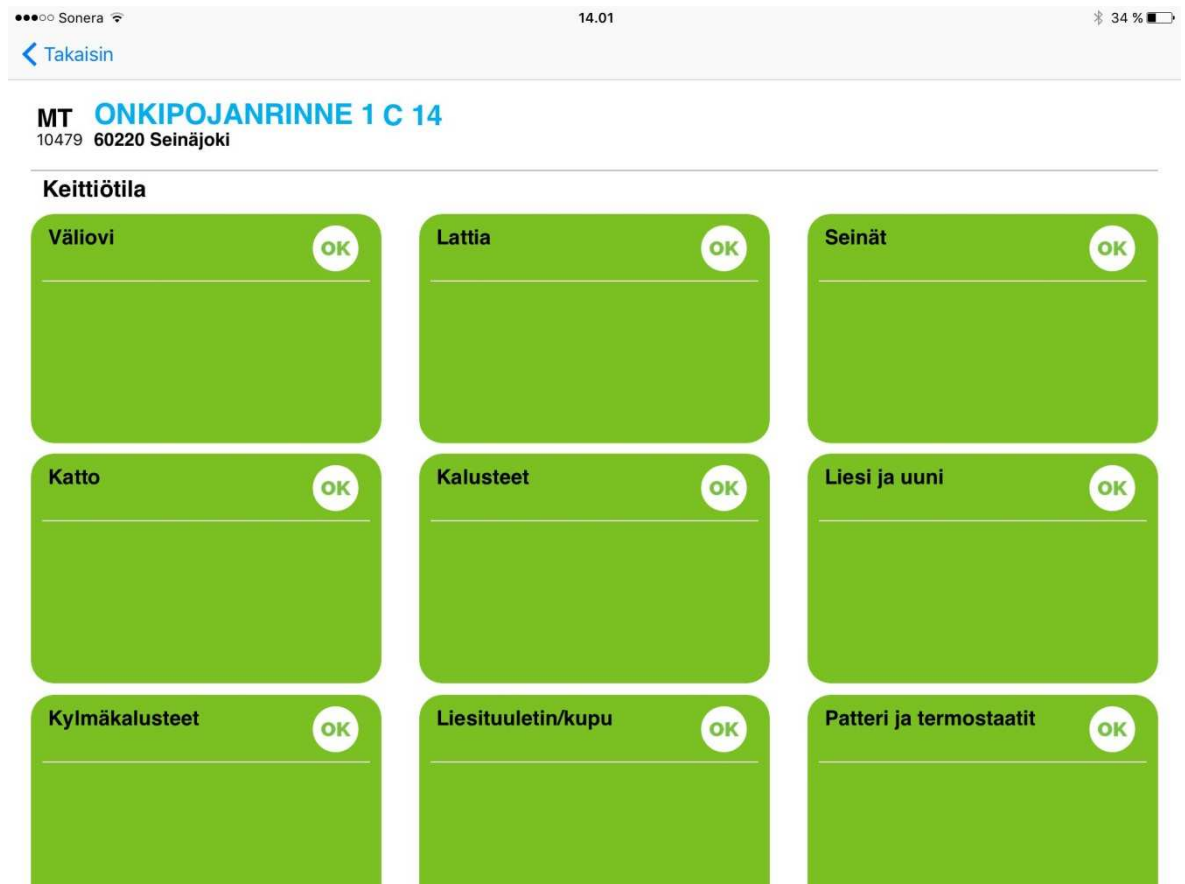 Sonera 14.01 34 %
Takaisin
MT ONKIPOJANRINNE 1 C 14
10479 60220 Seinäjoki
Keittiötila
Väliovi OK Lattia OK Seinät OK
Katto OK Kalusteet OK Liesi ja uuni OK
Kylmäkalusteet OK Liesituuletin/kupu OK Patteri ja termostaatit OK